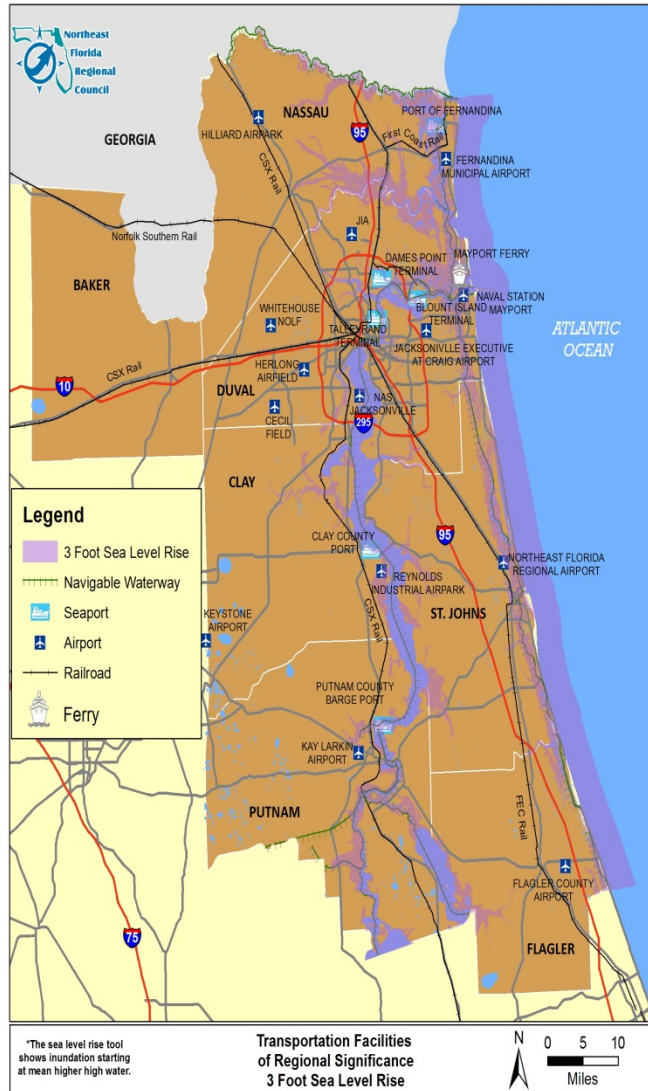 Northeast
Florida
Regional
Council
NASSAU
PORT OF FERNANDINA
HILLIARD AIRPARK
95
First Coast Rail
GEORGIA
CSX Rail
FERNANDINA
MUNICIPAL AIRPORT
Norfolk Southern Rail
JIA
MAYPORT FERRY
DAMES POINT
TERMINAL
BAKER
NAVAL STATION
MAYPORT
WHITEHOUSE
NOLF
BLOUNT ISLAND
TERMINAL
TALLEYRAND
TERMINAL
ATLANTIC
OCEAN
JACKSONIVLLE EXECUTIVE
AT CRAIG AIRPORT
CSX Rail
HERLONG
AIRFIELD
10
DUVAL
NAS
JACKSONVILLE
CECIL
FIELD
295
CLAY
Legend
3 Foot Sea Level Rise
Navigable Waterway
Seaport
Airport
Railroad
Ferry
95
CLAY COUNTY
PORT
NORTHEAST FLORIDA
REGIONAL AIRPORT
REYNOLDS
INDUSTRIAL AIRPARK
CSX Rail
KEYSTONE
AIRPORT
ST. JOHNS
PUTNAM COUNTY
BARGE PORT
KAY LARKIN
AIRPORT
PUTNAM
FEC Rail
FLAGLER COUNTY
AIRPORT
75
FLAGLER
*The sea level rise tool
shows inundation starting
at mean higher high water.
Transportation Facilities
of Regional Significance
3 Foot Sea Level Rise
N
0 5 10
Miles